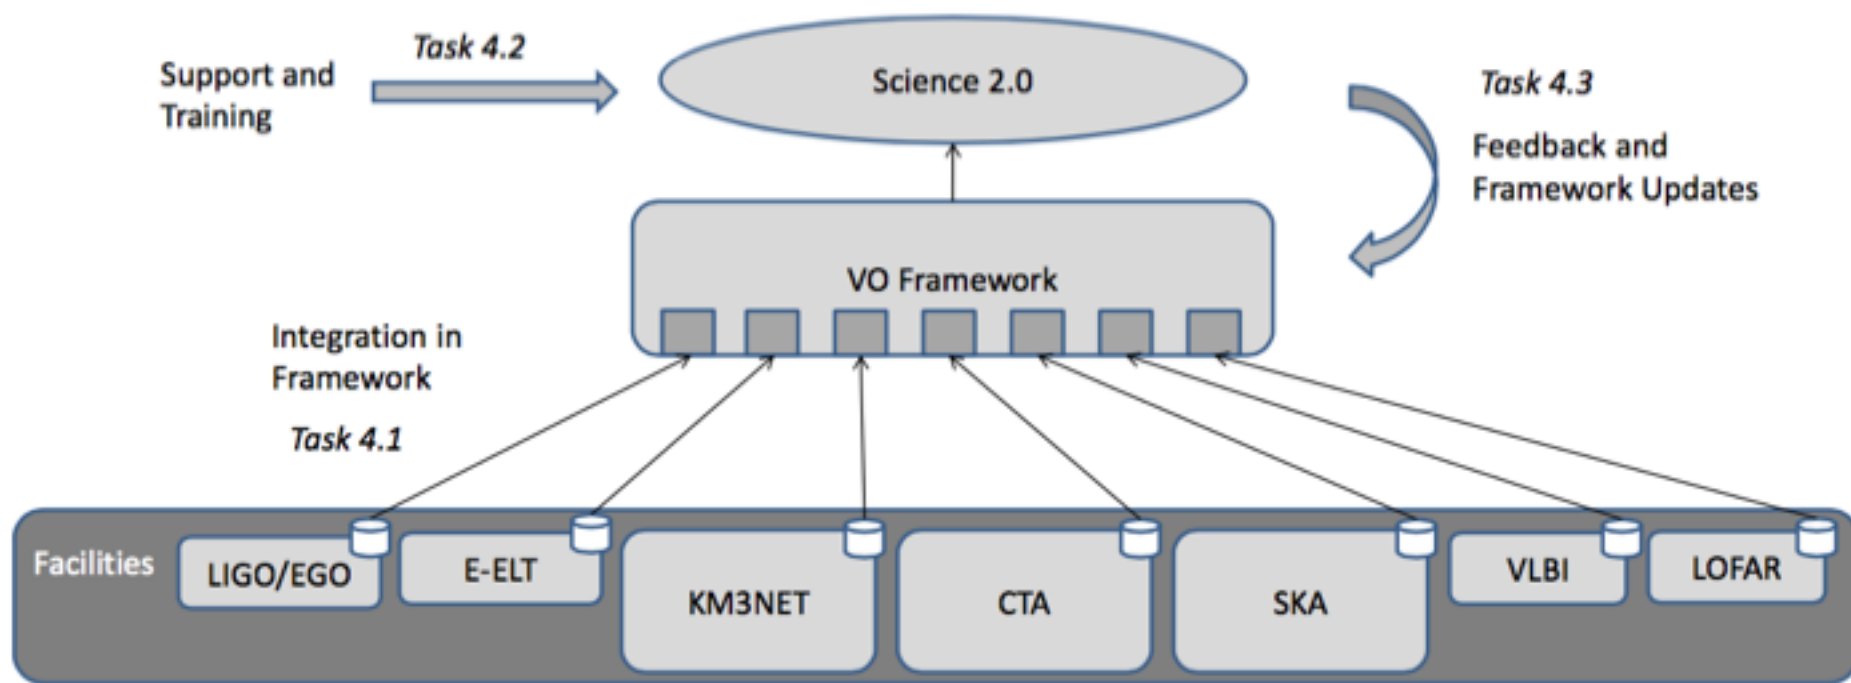 Task 4.2
Support and
Training
Science 2.0
Task 4.3
Feedback and
Framework Updates
VO Framework
Integration in
Framework
Task 4.1
Facilities
LIGO/EGO
E-ELT
KM3NET
CTA
SKA
VLBI
LOFAR